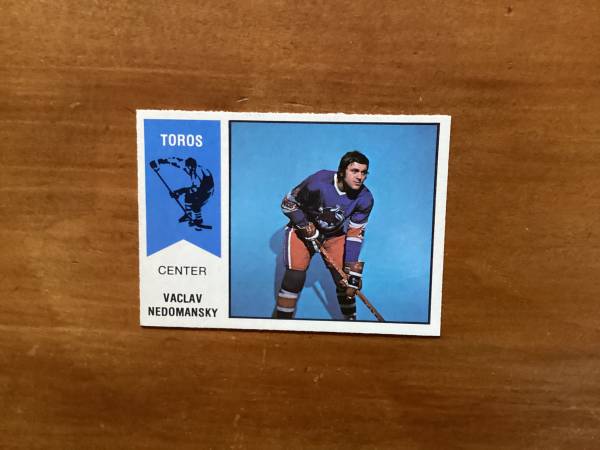 TOROS
CENTER
VACLAV
NEDOMANSKY